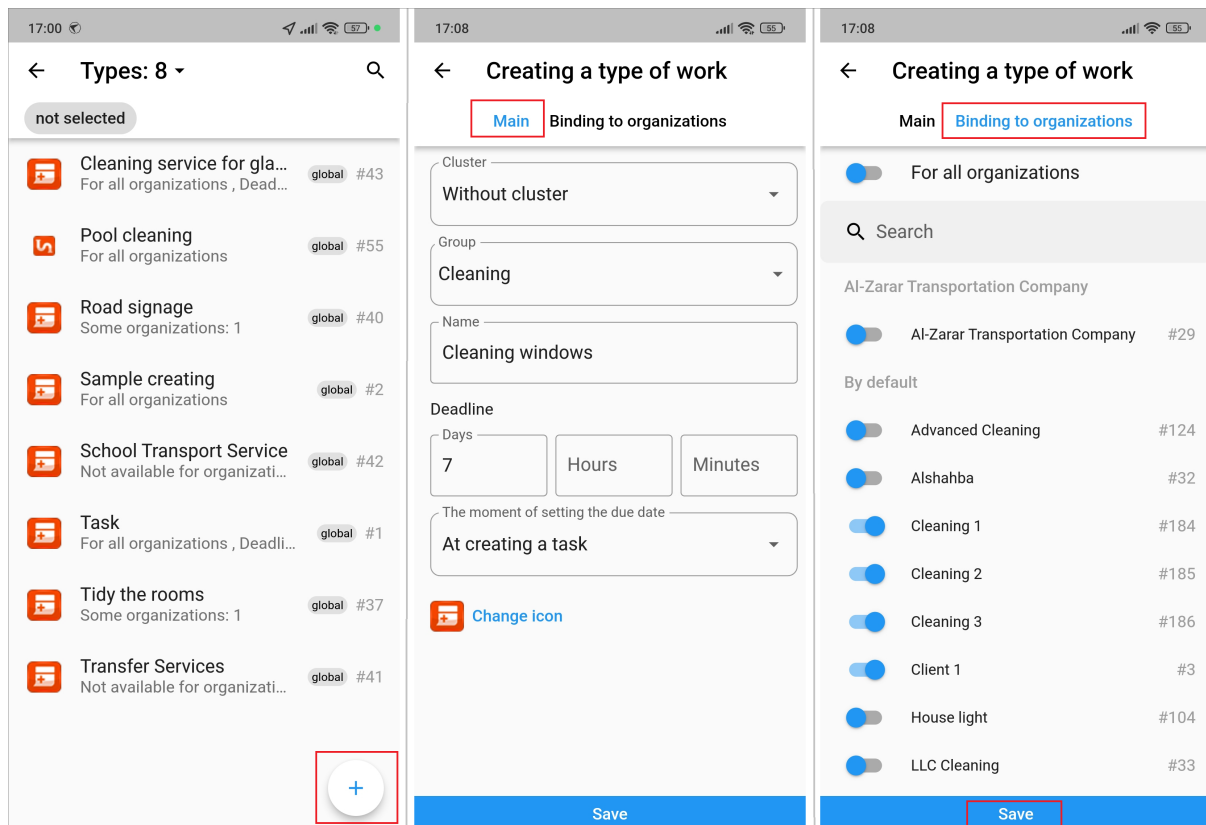 17:00
57
Types: 8
not selected
Cleaning service for gla...
For all organizations , Dead...
global #43
Pool cleaning
For all organizations
global #55
Road signage
Some organizations: 1
global #40
Sample creating
For all organizations
global #2
School Transport Service
Not available for organizati...
global #42
Task
For all organizations , Deadli...
global #1
Tidy the rooms
Some organizations: 1
global #37
Transfer Services
Not available for organizati...
global #41
+
17:08
55
Creating a type of work
Main Binding to organizations
Cluster
Without cluster
Group
Cleaning
Name
Cleaning windows
Deadline
Days
7 Hours Minutes
The moment of setting the due date
At creating a task
Change icon
Save
17:08
55
Creating a type of work
Main Binding to organizations
For all organizations
Search
Al-Zarar Transportation Company
Al-Zarar Transportation Company #29
By default
Advanced Cleaning #124
Alshahba #32
Cleaning 1 #184
Cleaning 2 #185
Cleaning 3 #186
Client 1 #3
House light #104
LLC Cleaning #33
Save